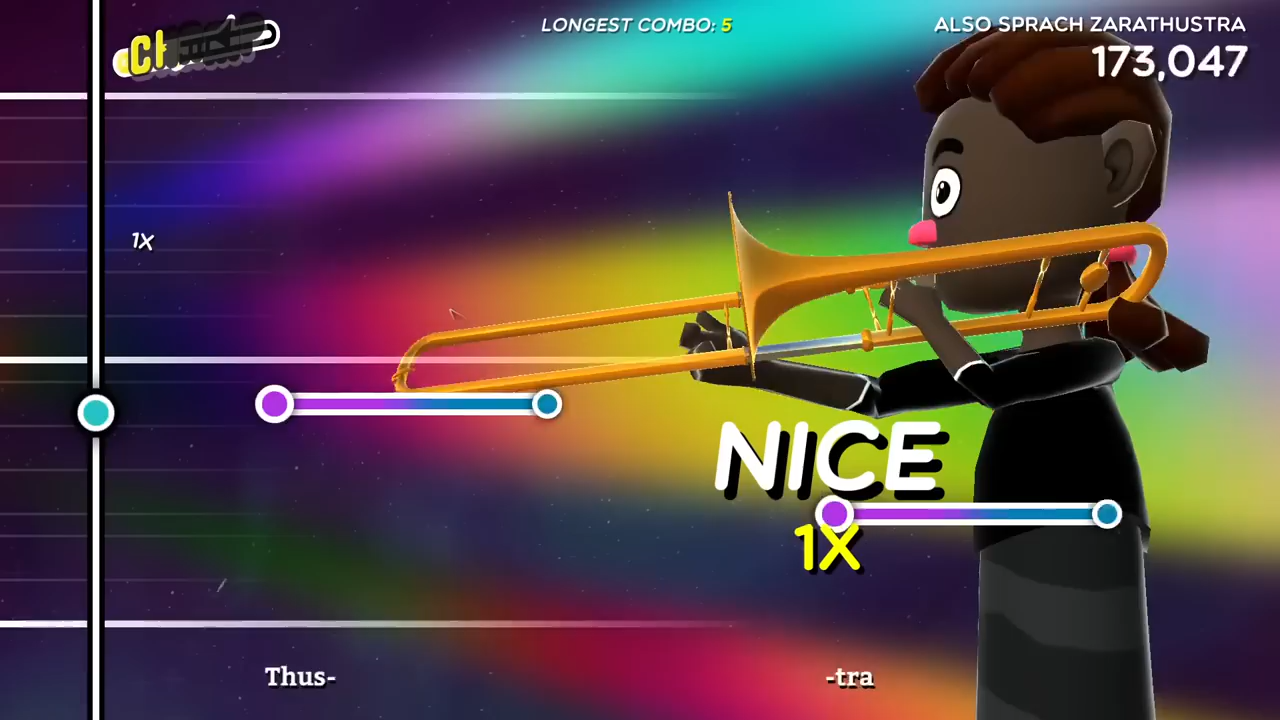 LONGEST COMBO: 5
ALSO SPRACH ZARATHUSTRA
173,047
1X
NICE
1X
Thus-
-tra